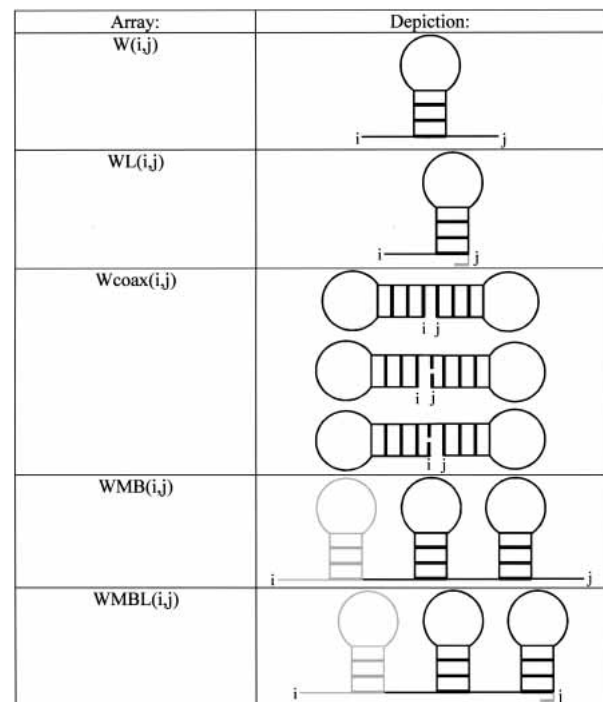 Array: Depiction:
W(i,j)
i j
WL(i,j)
i j
Wcoax(i,j)
i j
i j
i j
WMB(i,j)
i j
WMBL(i,j)
i j